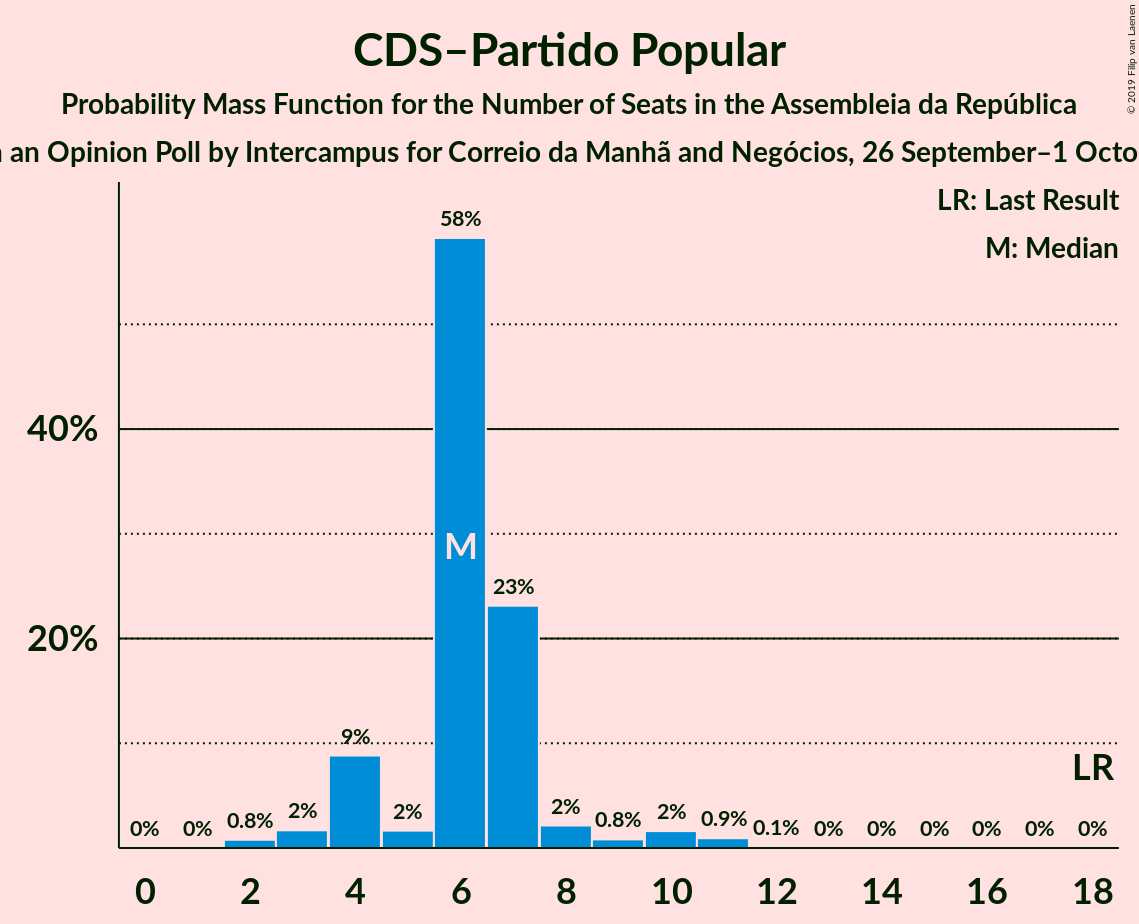 CDS–Partido Popular
Probability Mass Function for the Number of Seats in the Assembleia da República
an Opinion Poll by Intercampus for Correio da Manhã and Negócios, 26 September–1 Octo
© 2019 Filip van Laenen
LR: Last Result
M: Median
58%
40%
M
23%
20%
9%
LR
0% 0% 0.8% 2% 2% 2% 0.8% 2% 0.9% 0.1% 0% 0% 0% 0% 0% 0%
0 2 4 6 8 10 12 14 16 18